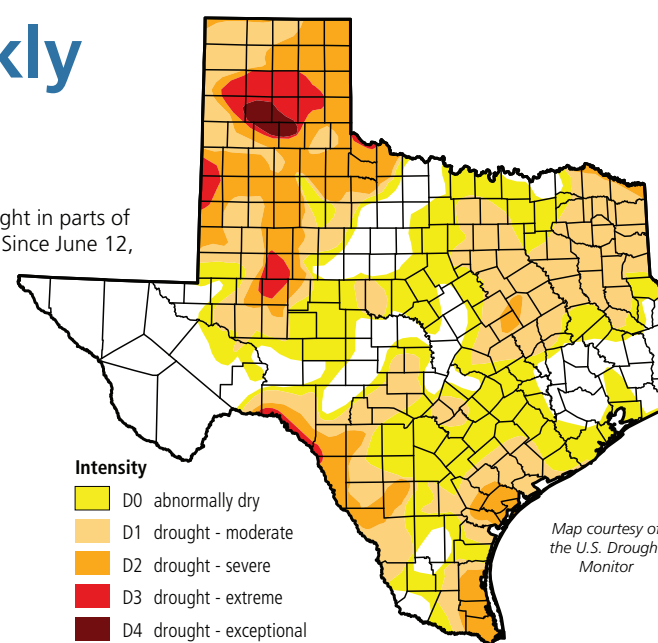 kly
ght in parts of
Since June 12,
Intensity
D0 abnormally dry
D1 drought - moderate
D2 drought - severe
D3 drought - extreme
D4 drought - exceptional
Map courtesy of
the U.S. Drough
Monitor